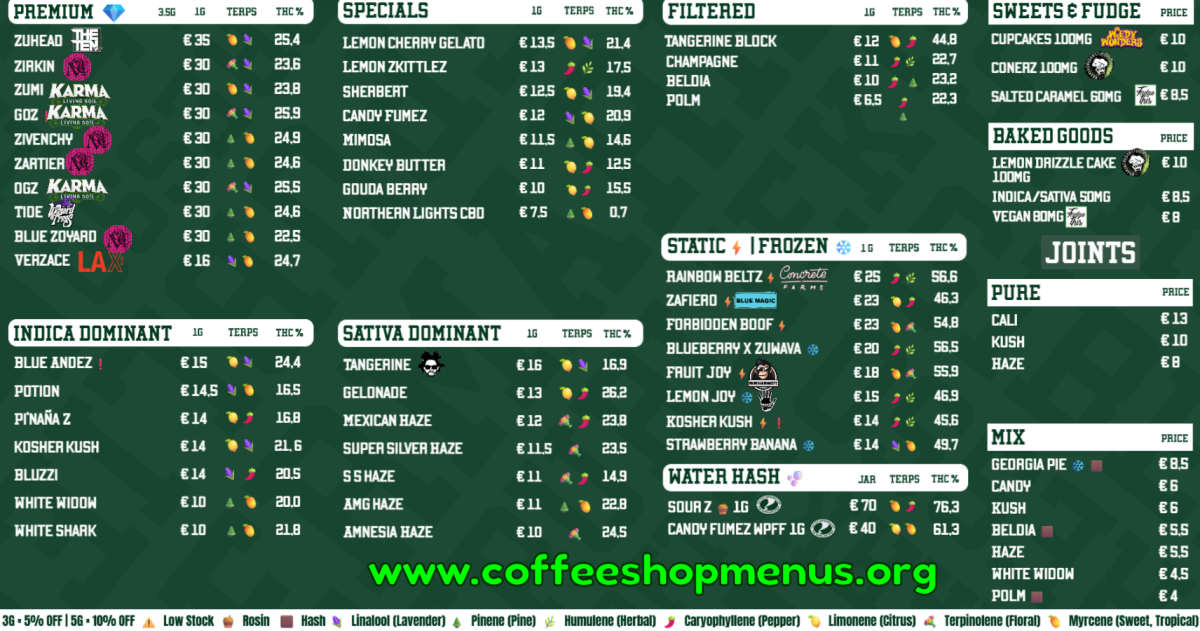 PREMIUM 3.5G 1G TERPS THC %
ZUHEAD THE TEN € 35 25,4
ZIRKIN € 30 23,6
ZUMI KARMA LIVING SOIL € 30 23,8
GOZ KARMA LIVING SOIL € 30 25,9
ZIVENCHY € 30 24,9
ZARTIER € 30 24,6
OGZ KARMA LIVING SOIL € 30 25,5
TIDE Wizard Trees € 30 24,6
BLUE ZOYARD € 30 22,5
VERZACE LAX € 16 24,7
INDICA DOMINANT 1G TERPS THC %
BLUE ANDEZ € 15 24,4
POTION € 14,5 16,5
PI'NAÑA Z € 14 16,8
KOSHER KUSH € 14 21,6
BLUZZI € 14 20,5
WHITE WIDOW € 10 20,0
WHITE SHARK € 10 21,8
SPECIALS 1G TERPS THC %
LEMON CHERRY GELATO € 13,5 21,4
LEMON ZKITTLEZ € 13 17,5
SHERBERT € 12,5 19,4
CANDY FUMEZ € 12 20,9
MIMOSA € 11,5 14,6
DONKEY BUTTER € 11 12,5
GOUDA BERRY € 10 15,5
NORTHERN LIGHTS CBD € 7,5 0,7
SATIVA DOMINANT 1G TERPS THC %
TANGERINE € 16 16,9
GELONADE € 13 26,2
MEXICAN HAZE € 12 23,8
SUPER SILVER HAZE € 11,5 23,5
S S HAZE € 11 14,9
AMG HAZE € 11 22,8
AMNESIA HAZE € 10 24,5
FILTERED 1G TERPS THC %
TANGERINE BLOCK € 12 44,8
CHAMPAGNE € 11 22,7
BELDIA € 10 23,2
POLM € 6,5 22,3
STATIC | FROZEN 1 G TERPS THC %
RAINBOW BELTZ Concrete FARMS € 25 56,6
ZAFIERO BLUE MAGIC € 23 46,3
FORBIDDEN BOOF € 23 54,8
BLUEBERRY X ZUWAVA € 20 56,5
FRUIT JOY € 18 55,9
LEMON JOY € 15 46,9
KOSHER KUSH € 14 45,6
STRAWBERRY BANANA € 14 49,7
WATER HASH JAR TERPS THC %
SOUR Z 1G € 70 76,3
CANDY FUMEZ WPFF 1G € 40 61,3
SWEETS & FUDGE PRICE
CUPCAKES 100MG WEEDY WONDERS € 10
CONERZ 100MG € 10
SALTED CARAMEL 60MG Fudge this € 8,5
BAKED GOODS PRICE
LEMON DRIZZLE CAKE € 10
100MG
INDICA/SATIVA 50MG € 8,5
VEGAN 80MG Fudge this € 8
JOINTS
PURE PRICE
CALI € 13
KUSH € 10
HAZE € 8
MIX PRICE
GEORGIA PIE € 8,5
CANDY € 6
KUSH € 6
BELDIA € 5,5
HAZE € 5,5
WHITE WIDOW € 4,5
POLM € 4
www.coffeeshopmenus.org
3G = 5% OFF | 5G = 10% OFF Low Stock Rosin Hash Linalool (Lavender) Pinene (Pine) Humulene (Herbal) Caryophyllene (Pepper) Limonene (Citrus) Terpinolene (Floral) Myrcene (Sweet, Tropical